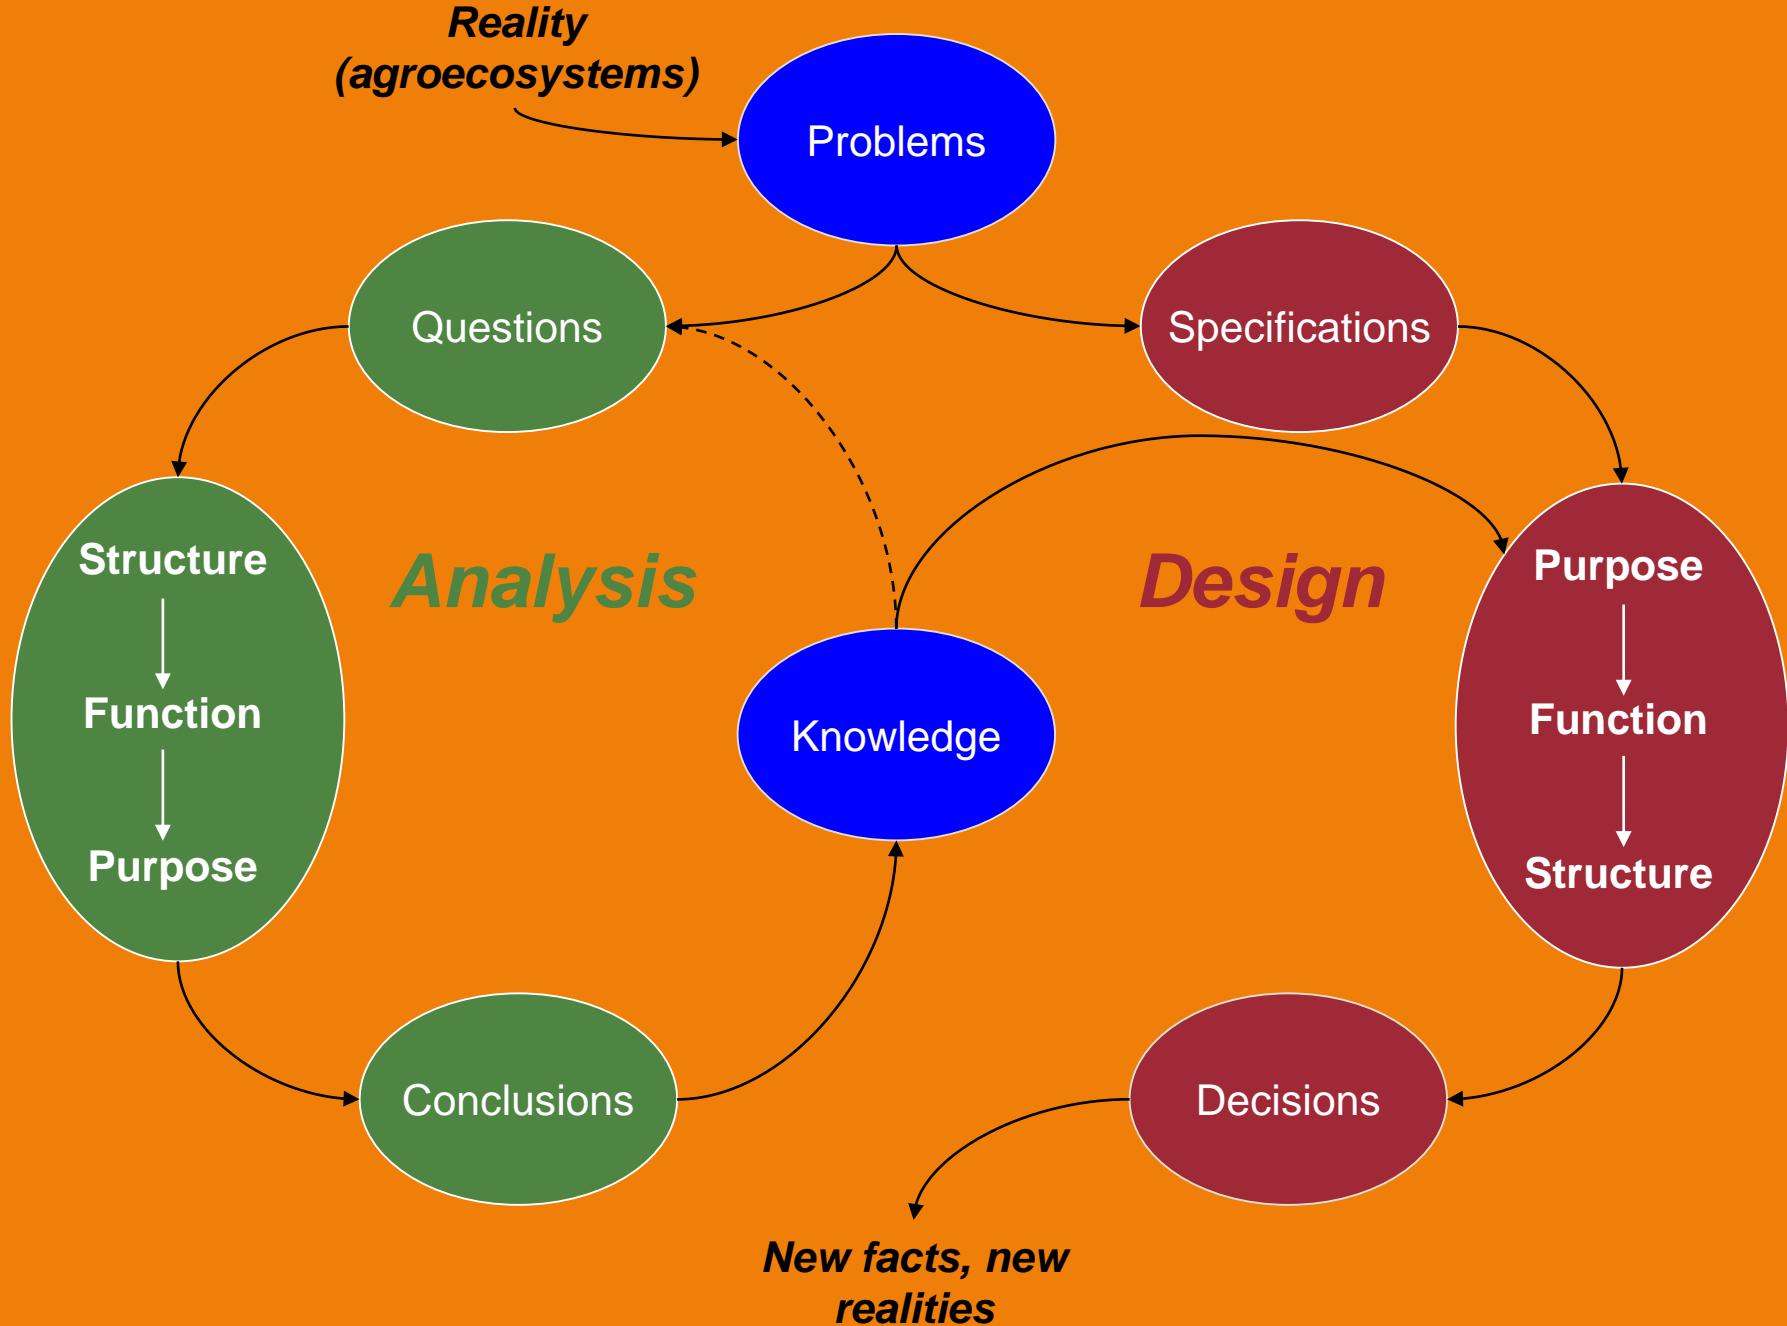 Reality
(agroecosystems)
Problems
Questions
Specifications
Structure
Function
Purpose
Analysis
Design
Purpose
Function
Structure
Knowledge
Conclusions
Decisions
New facts, new
realities